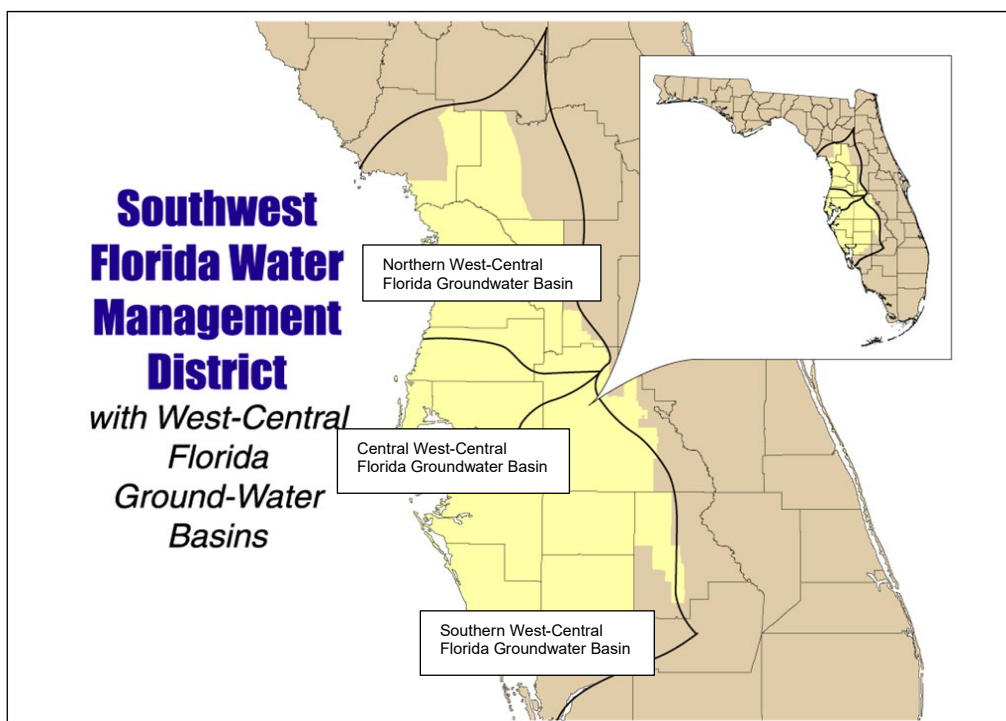 Southwest
Florida Water
Management
District
with West-Central
Florida
Ground-Water
Basins
Northern West-Central
Florida Groundwater Basin
Central West-Central
Florida Groundwater Basin
Southern West-Central
Florida Groundwater Basin